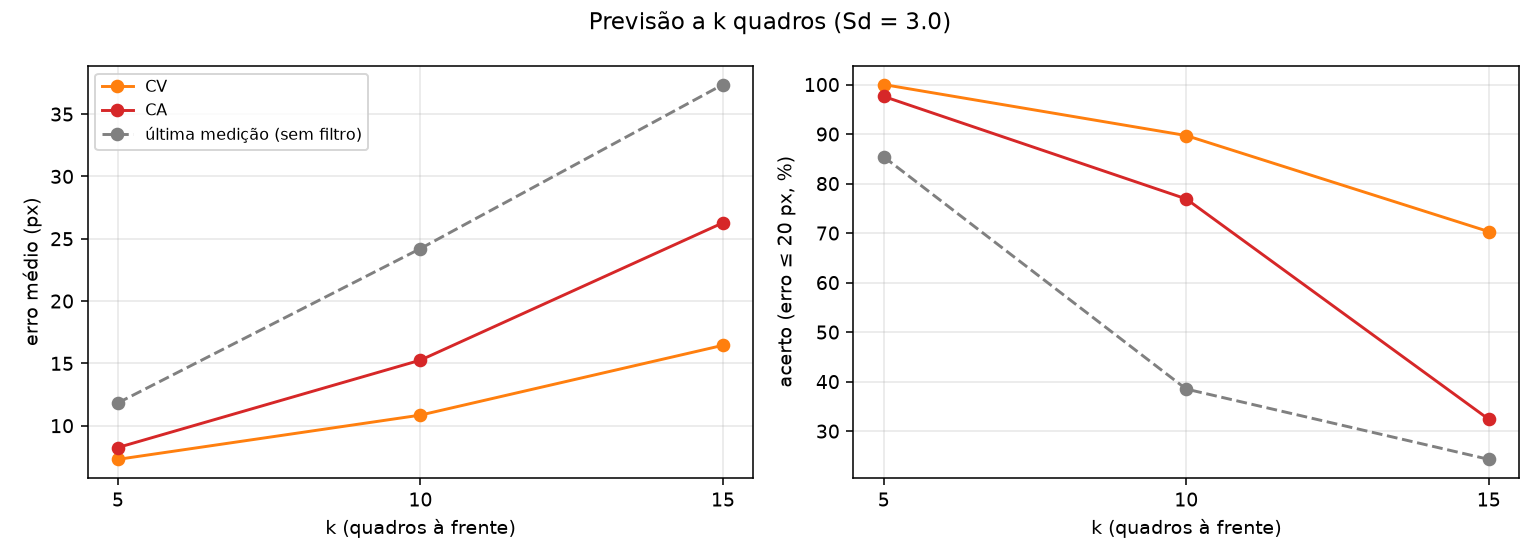 Previsão a k quadros (Sd = 3.0)
erro médio (px)
35
30
25
20
15
10
CV
CA
última medição (sem filtro)
5
10
15
k (quadros à frente)
acerto (erro ≤ 20 px, %)
100
90
80
70
60
50
40
30
5
10
15
k (quadros à frente)